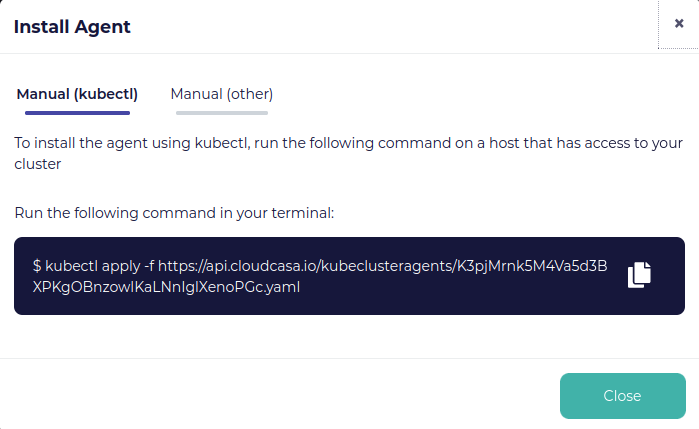 Install Agent
×
Manual (kubectl)
Manual (other)
To install the agent using kubectl, run the following command on a host that has access to your
cluster
Run the following command in your terminal:
$ kubectl apply -f https://api.cloudcasa.io/kubeclusteragents/K3pjMrnk5M4Va5d3B
XPKgOBnzowlKaLNnIglXenoPGc.yaml
Close